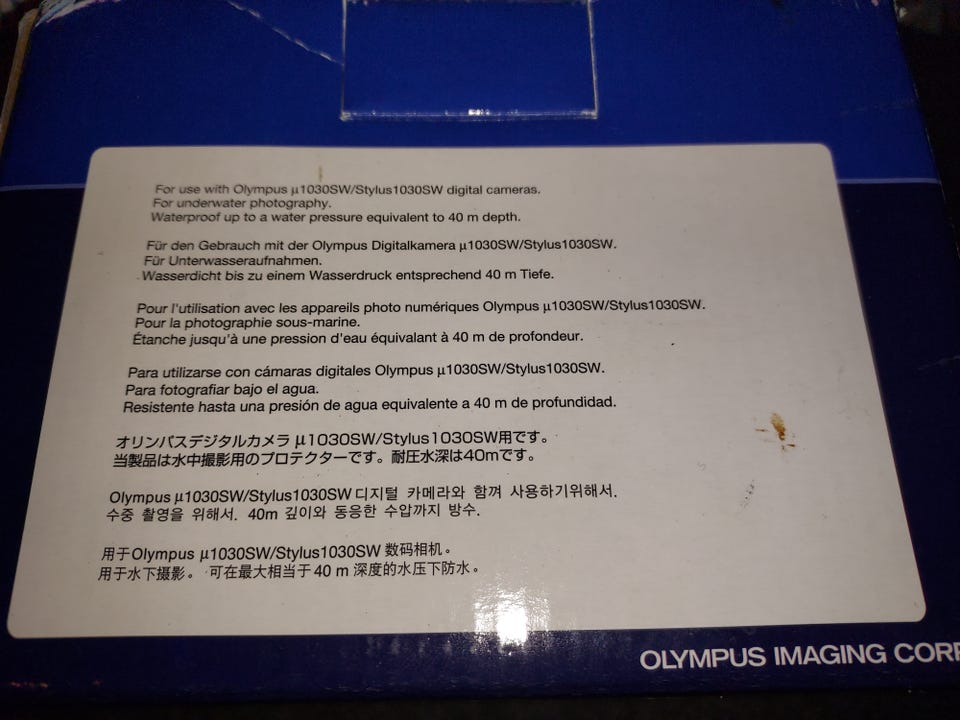 For use with Olympus μ1030SW/Stylus1030SW digital cameras.
For underwater photography.
Waterproof up to a water pressure equivalent to 40 m depth.
Für den Gebrauch mit der Olympus Digitalkamera μ1030SW/Stylus1030SW.
Für Unterwasseraufnahmen.
Wasserdicht bis zu einem Wasserdruck entsprechend 40 m Tiefe.
Pour l'utilisation avec les appareils photo numériques Olympus μ1030SW/Stylus1030SW.
Pour la photographie sous-marine.
Étanche jusqu'à une pression d'eau équivalant à 40 m de profondeur.
Para utilizarse con cámaras digitales Olympus μ1030SW/Stylus1030SW.
Para fotografiar bajo el agua.
Resistente hasta una presión de agua equivalente a 40 m de profundidad.
オリンパスデジタルカメラ μ1030SW/Stylus1030SW用です。
当製品は水中撮影用のプロテクターです。耐圧水深は40mです。
Olympus μ1030SW/Stylus1030SW 디지털 카메라와 함께 사용하기위해서.
수중 촬영을 위해서. 40m 깊이와 동응한 수압까지 방수.
用于Olympus μ1030SW/Stylus1030SW 数码相机。
用于水下摄影。可在最大相当于 40 m 深度的水压下防水。
OLYMPUS IMAGING CORP